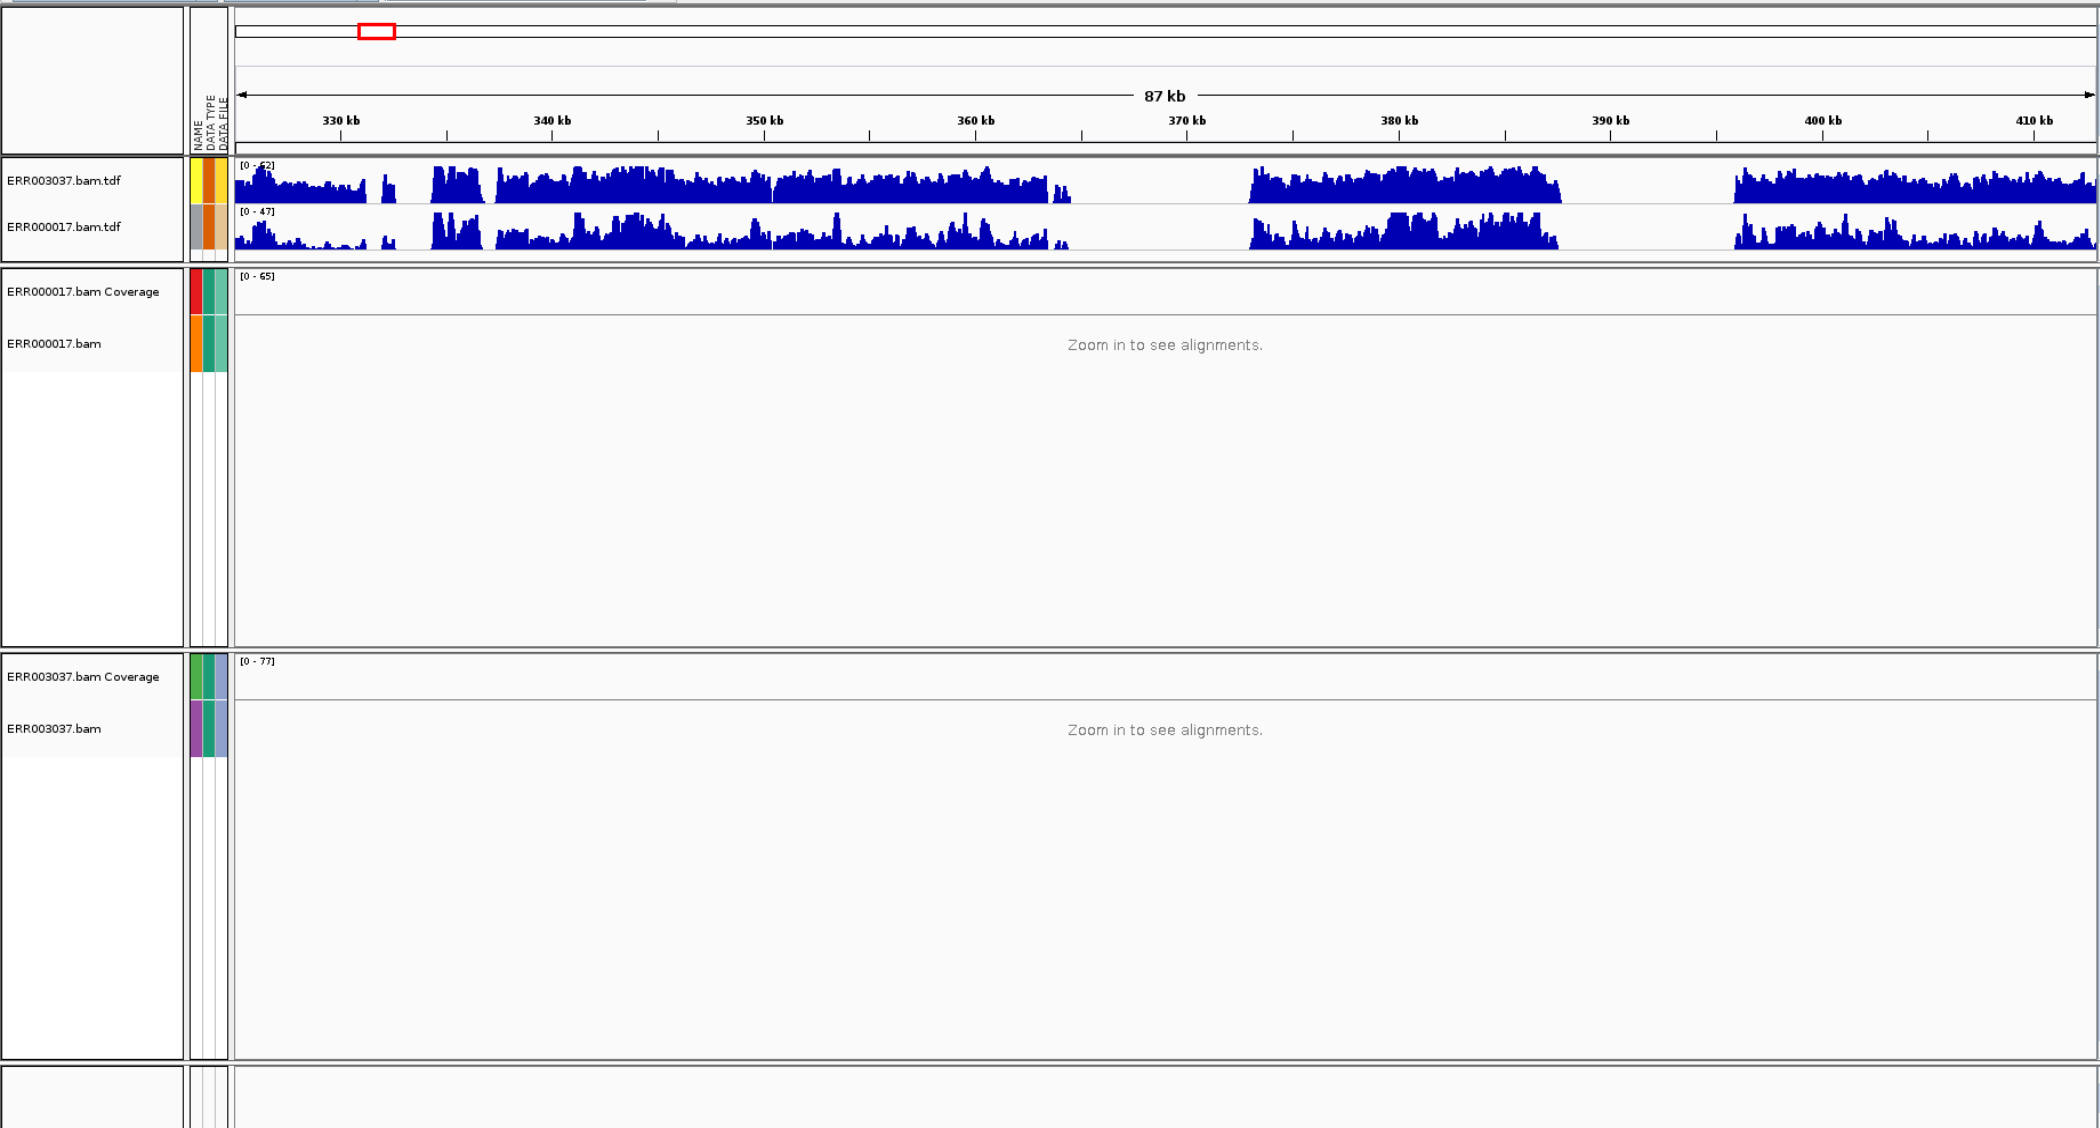 NAME
DATA TYPE
DATA FILE
87 kb
330 kb 340 kb 350 kb 360 kb 370 kb 380 kb 390 kb 400 kb 410 kb
ERR003037.bam.tdf
[0 - 62]
ERR000017.bam.tdf
[0 - 47]
ERR000017.bam Coverage
[0 - 65]
ERR000017.bam
Zoom in to see alignments.
ERR003037.bam Coverage
[0 - 77]
ERR003037.bam
Zoom in to see alignments.